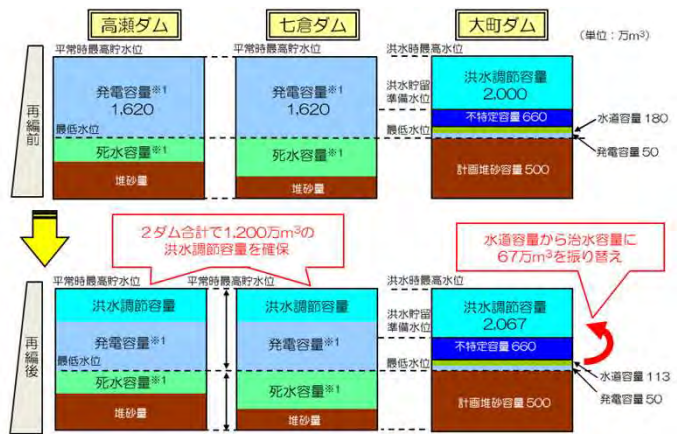 高瀬ダム
七倉ダム
大町ダム
(単位：万m³)
平常時最高貯水位
平常時最高貯水位
洪水時最高水位
再編前
発電容量※1
1,620
最低水位
死水容量※1
堆砂量
発電容量※1
1,620
死水容量※1
堆砂量
洪水貯留
準備水位
最低水位
洪水調節容量
2,000
不特定容量 660
計画堆砂容量 500
水道容量 180
発電容量 50
2ダム合計で1,200万m³の
洪水調節容量を確保
水道容量から治水容量に
67万m³を振り替え
平常時最高貯水位
平常時最高貯水位
洪水時最高水位
再編後
洪水調節容量
発電容量※1
最低水位
死水容量※1
堆砂量
洪水調節容量
発電容量※1
死水容量※1
堆砂量
洪水貯留
準備水位
最低水位
洪水調節容量
2,067
不特定容量 660
計画堆砂容量 500
水道容量 113
発電容量 50